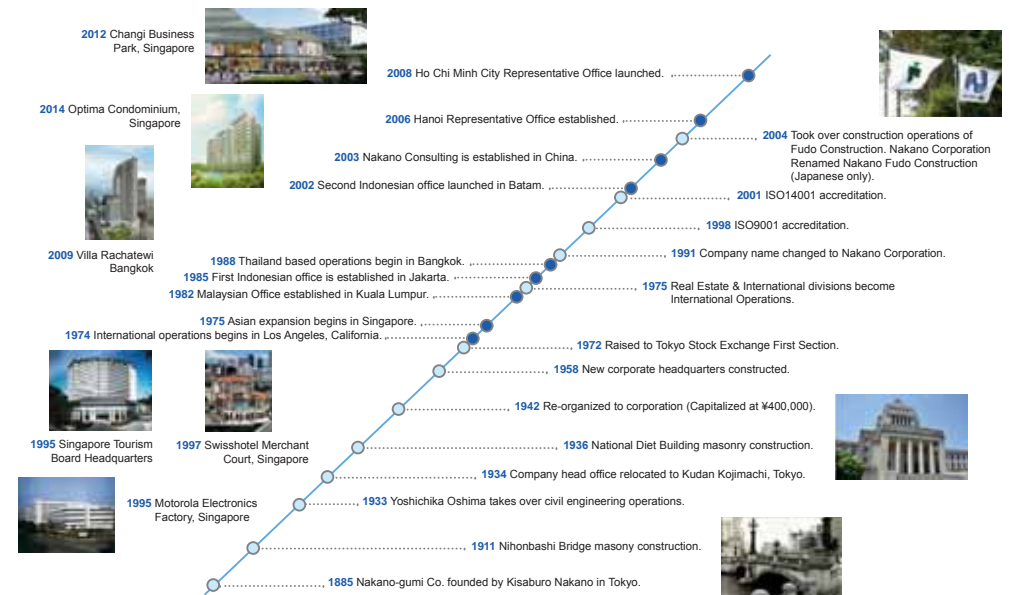 2012 Changi Business
Park, Singapore
2008 Ho Chi Minh City Representative Office launched.
2014 Optima Condominium,
Singapore
2006 Hanoi Representative Office established.
2004 Took over construction operations of
Fudo Construction. Nakano Corporation
Renamed Nakano Fudo Construction
(Japanese only).
2003 Nakano Consulting is established in China.
2002 Second Indonesian office launched in Batam.
2001 ISO14001 accreditation.
1998 ISO9001 accreditation.
2009 Villa Rachatewi
Bangkok
1991 Company name changed to Nakano Corporation.
1988 Thailand based operations begin in Bangkok.
1985 First Indonesian office is established in Jakarta.
1975 Real Estate & International divisions become
International Operations.
1982 Malaysian Office established in Kuala Lumpur.
1975 Asian expansion begins in Singapore.
1974 International operations begins in Los Angeles, California.
1972 Raised to Tokyo Stock Exchange First Section.
1958 New corporate headquarters constructed.
1942 Re-organized to corporation (Capitalized at ¥400,000).
1995 Singapore Tourism
Board Headquarters
1997 Swisshotel Merchant
Court, Singapore
1936 National Diet Building masonry construction.
1934 Company head office relocated to Kudan Kojimachi, Tokyo.
1995 Motorola Electronics
Factory, Singapore
1933 Yoshichika Oshima takes over civil engineering operations.
1911 Nihonbashi Bridge masony construction.
1885 Nakano-gumi Co. founded by Kisaburo Nakano in Tokyo.